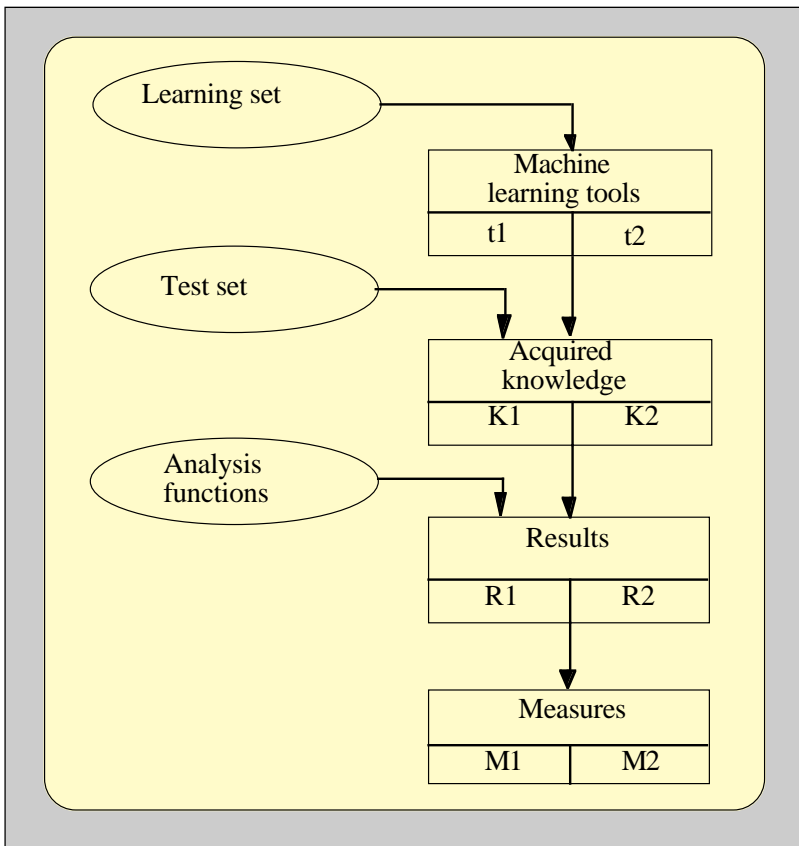 Learning set
Machine
learning tools
t1 t2
Test set
Acquired
knowledge
K1 K2
Analysis
functions
Results
R1 R2
Measures
M1 M2